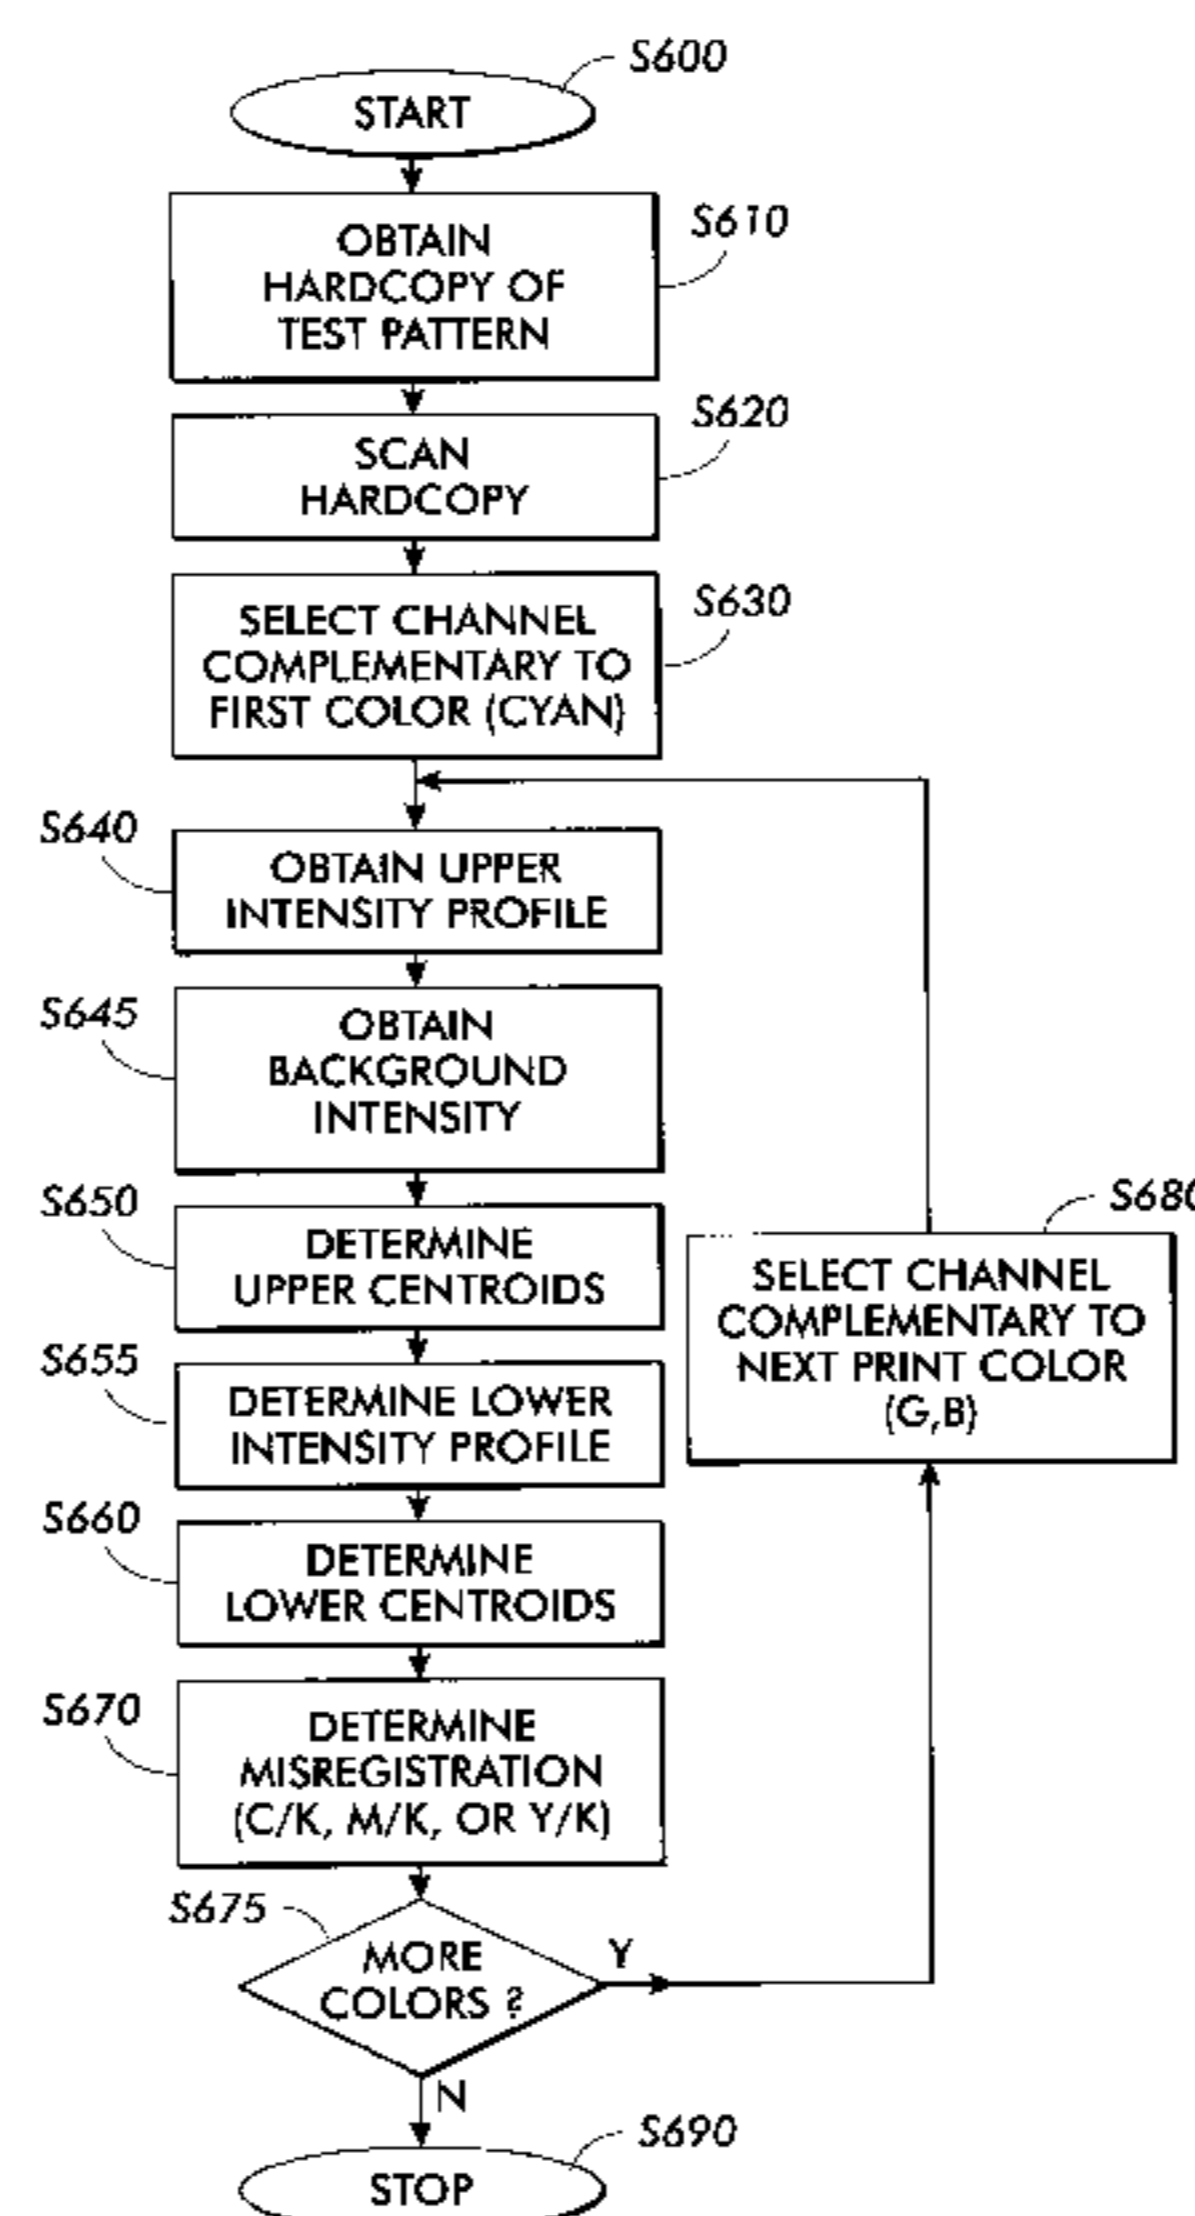 S600
START
S610
OBTAIN
HARDCOPY OF
TEST PATTERN
S620
SCAN
HARDCOPY
S630
SELECT CHANNEL
COMPLEMENTARY TO
FIRST COLOR (CYAN)
S640
OBTAIN UPPER
INTENSITY PROFILE
S645
OBTAIN
BACKGROUND
INTENSITY
S650
DETERMINE
UPPER CENTROIDS
S655
DETERMINE LOWER
INTENSITY PROFILE
S660
DETERMINE
LOWER CENTROIDS
S670
DETERMINE
MISREGISTRATION
(C/K, M/K, OR Y/K)
S675
MORE
COLORS ?
Y
N
S680
SELECT CHANNEL
COMPLEMENTARY TO
NEXT PRINT COLOR
(G,B)
S690
STOP